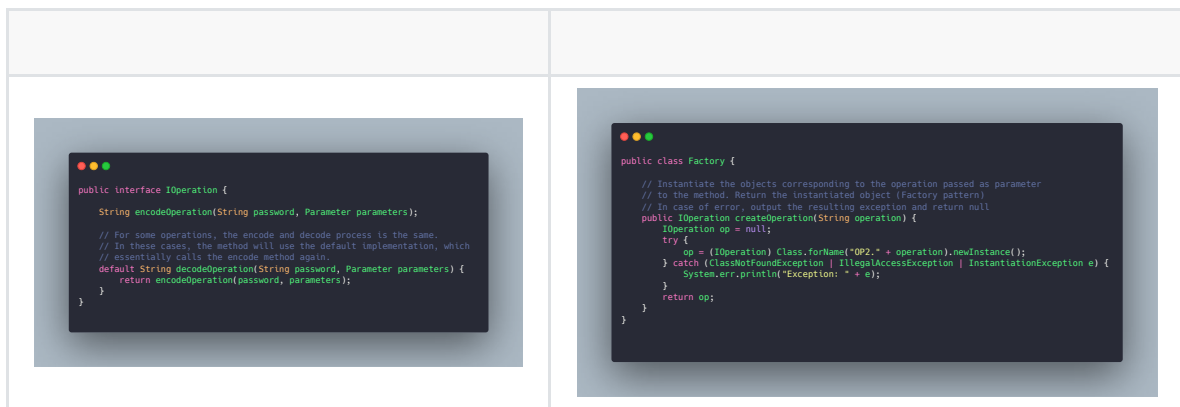 public interface IOperation {
String encodeOperation(String password, Parameter parameters);
// For some operations, the encode and decode process is the same.
// In these cases, the method will use the default implementation, which
// essentially calls the encode method again.
default String decodeOperation(String password, Parameter parameters) {
return encodeOperation(password, parameters);
}
}
public class Factory {
// Instantiate the objects corresponding to the operation passed as parameter
// to the method. Return the instantiated object (Factory pattern)
// In case of error, output the resulting exception and return null
public IOperation createOperation(String operation) {
IOperation op = null;
try {
op = (IOperation) Class.forName("OP2." + operation).newInstance();
} catch (ClassNotFoundException | IllegalAccessException | InstantiationException e) {
System.err.println("Exception: " + e);
}
return op;
}
}